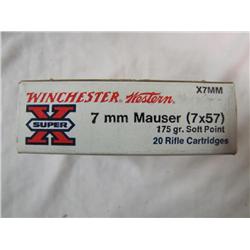 X7MM
WINCHESTER Western
SUPER X
7 mm Mauser (7x57)
175 gr. Soft Point
20 Rifle Cartridges